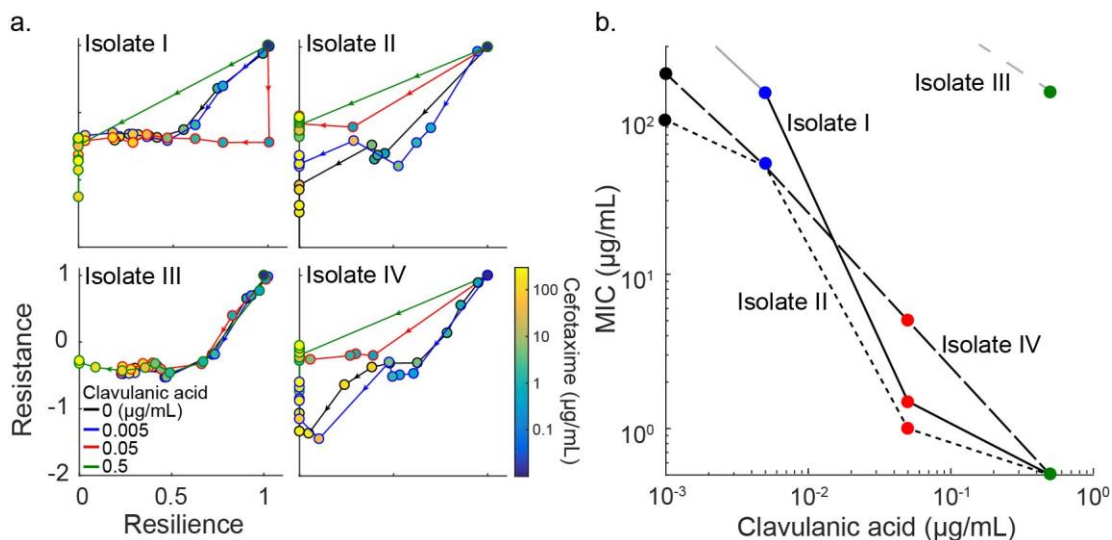 a.
Isolate I
Isolate II
Isolate III
Isolate IV
1
0
-1
-2
Resistance
Clavulanic acid
0 (µg/mL)
0.005
0.05
0.5
0
0.5
1
Resilience
100
10
1
0.1
Cefotaxime (µg/mL)
b.
Isolate III
Isolate I
Isolate II
Isolate IV
10²
10¹
10⁰
MIC (µg/mL)
10⁻³
10⁻²
10⁻¹
10⁰
Clavulanic acid (µg/mL)